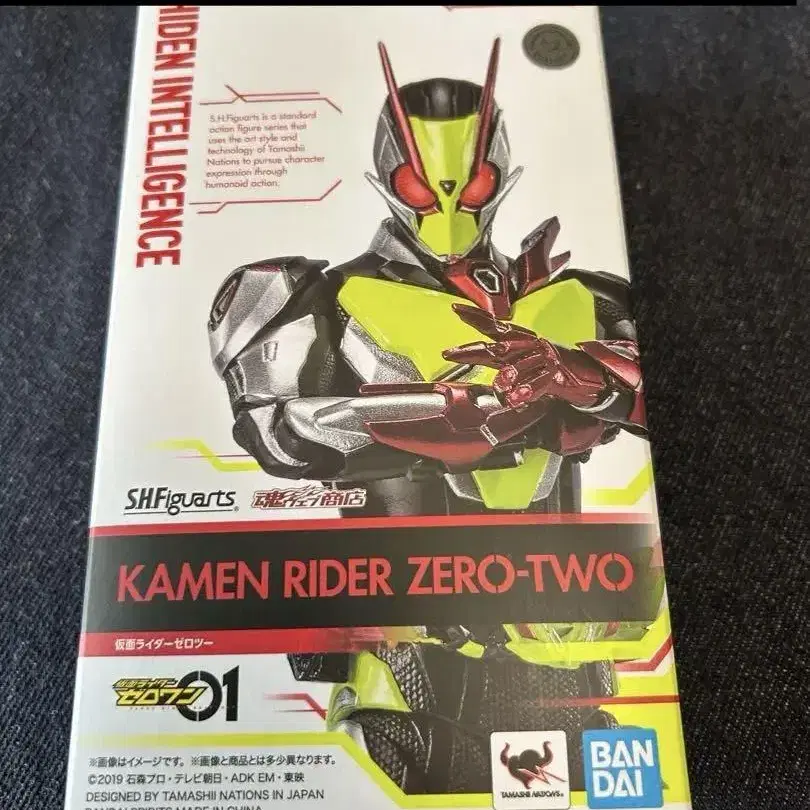 HIDEN INTELLIGENCE
S.H.Figuarts is a standard
action figure series that
uses the art style and
technology of Tamashii
Nations to pursue character
expression through
humanoid action.
S.H.Figuarts
魂ウェブ商店
KAMEN RIDER ZERO-TWO
仮面ライダーゼロツー
仮面ライダー
ゼロワン
01
※画像はイメージです。 ※画像と商品とは多少異なります。
©2019 石森プロ・テレビ朝日・ADK EM・東映
DESIGNED BY TAMASHII NATIONS IN JAPAN
BANDAI SPIRITS MADE IN CHINA
TAMASHII NATIONS
BAN
DAI